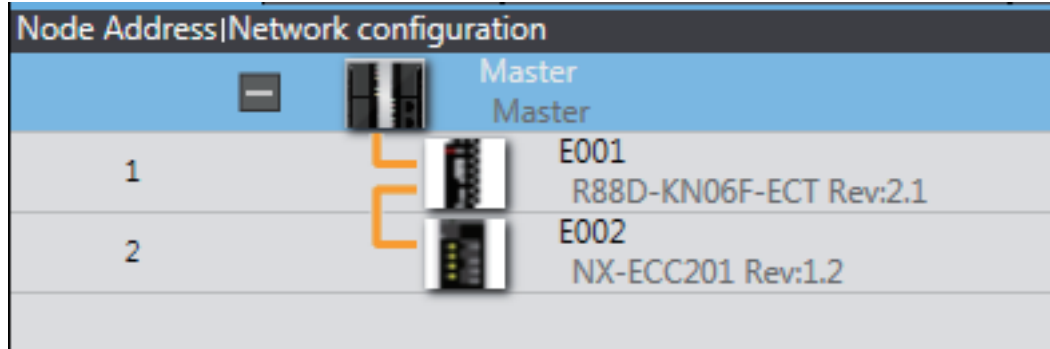 Node Address|Network configuration
Master
Master
1
E001
R88D-KN06F-ECT Rev:2.1
2
E002
NX-ECC201 Rev:1.2